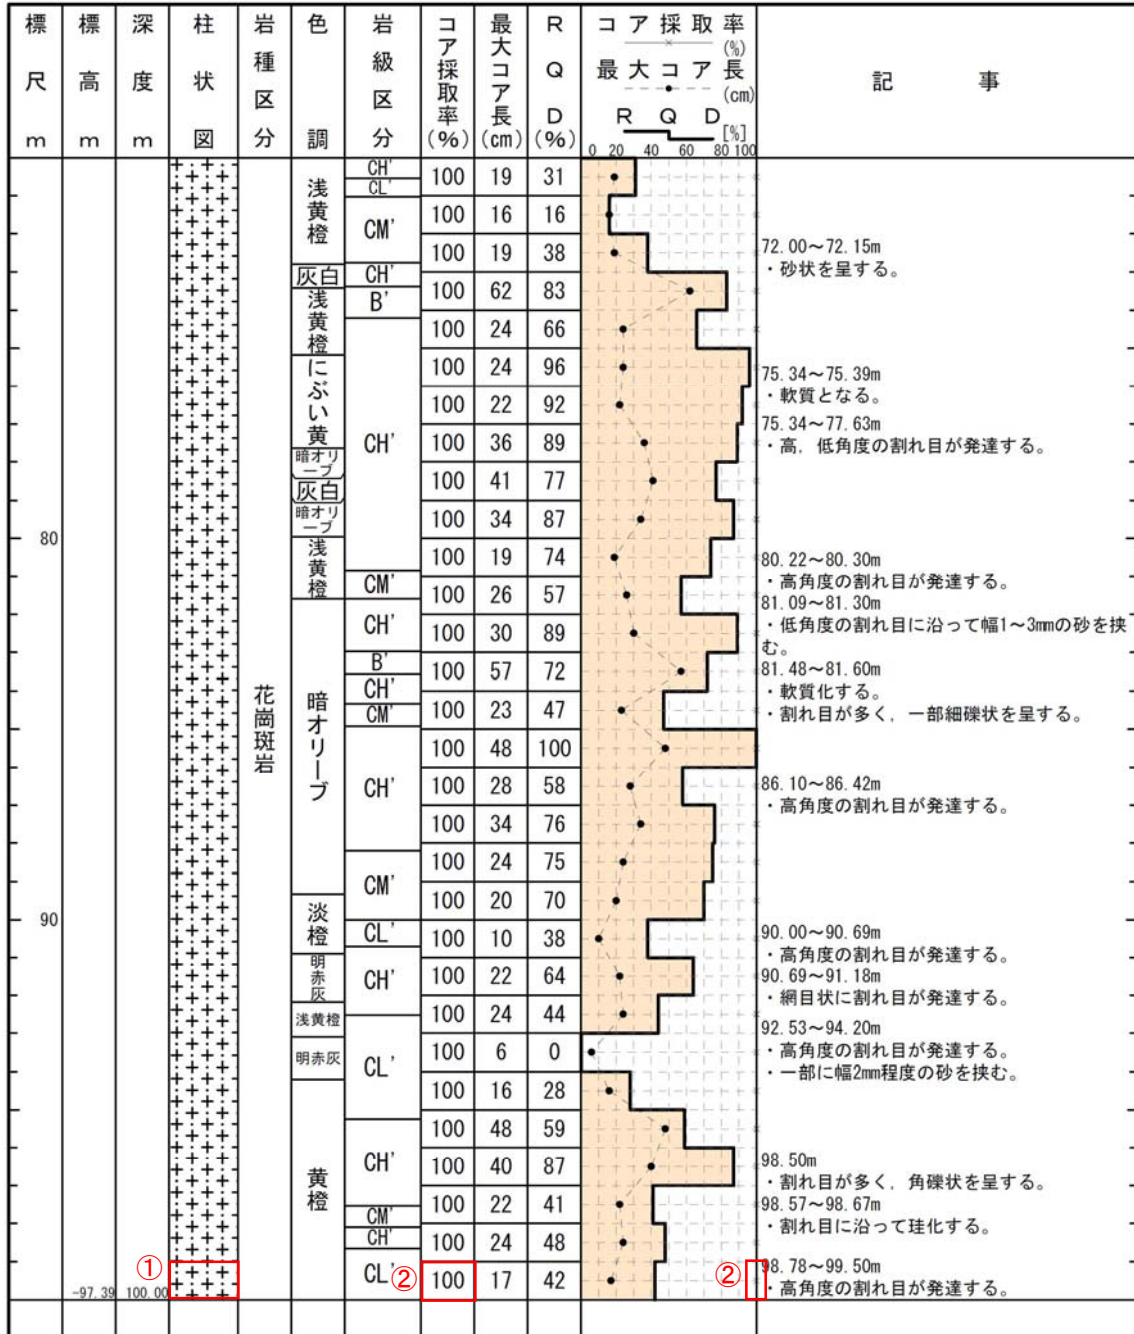 標尺m
標高m
深度m
柱状図
岩種区分
色調
岩級区分
コア採取率(%)
最大コア長(cm)
RQD(%)
コア採取率(%)
最大コア長(cm)
RQD[%]
0 20 40 60 80 100
記事
浅黄橙
灰白
浅黄橙
にぶい黄
暗オリーブ
灰白
暗オリーブ
浅黄橙
暗オリーブ
淡橙
明赤灰
浅黄橙
明赤灰
黄橙
花崗斑岩
80
90
-97.39 100.00
CH'
CL'
CM'
CH'
B'
CH'
CM'
CH'
B'
CH'
CM'
CH'
CM'
CL'
CH'
CL'
CH'
CM'
CH'
CL'
100 19 31
100 16 16
100 19 38
100 62 83
100 24 66
100 24 96
100 22 92
100 36 89
100 41 77
100 34 87
100 19 74
100 26 57
100 30 89
100 57 72
100 23 47
100 48 100
100 28 58
100 34 76
100 24 75
100 20 70
100 10 38
100 22 64
100 24 44
100 6 0
100 16 28
100 48 59
100 40 87
100 22 41
100 24 48
100 17 42
①
②
②
72.00～72.15m
・砂状を呈する。
75.34～75.39m
・軟質となる。
75.34～77.63m
・高，低角度の割れ目が発達する。
80.22～80.30m
・高角度の割れ目が発達する。
81.09～81.30m
・低角度の割れ目に沿って幅1～3mmの砂を挟
む。
81.48～81.60m
・軟質化する。
・割れ目が多く，一部細礫状を呈する。
86.10～86.42m
・高角度の割れ目が発達する。
90.00～90.69m
・高角度の割れ目が発達する。
90.69～91.18m
・網目状に割れ目が発達する。
92.53～94.20m
・高角度の割れ目が発達する。
・一部に幅2mm程度の砂を挟む。
98.50m
・割れ目が多く，角礫状を呈する。
98.57～98.67m
・割れ目に沿って珪化する。
98.78～99.50m
・高角度の割れ目が発達する。